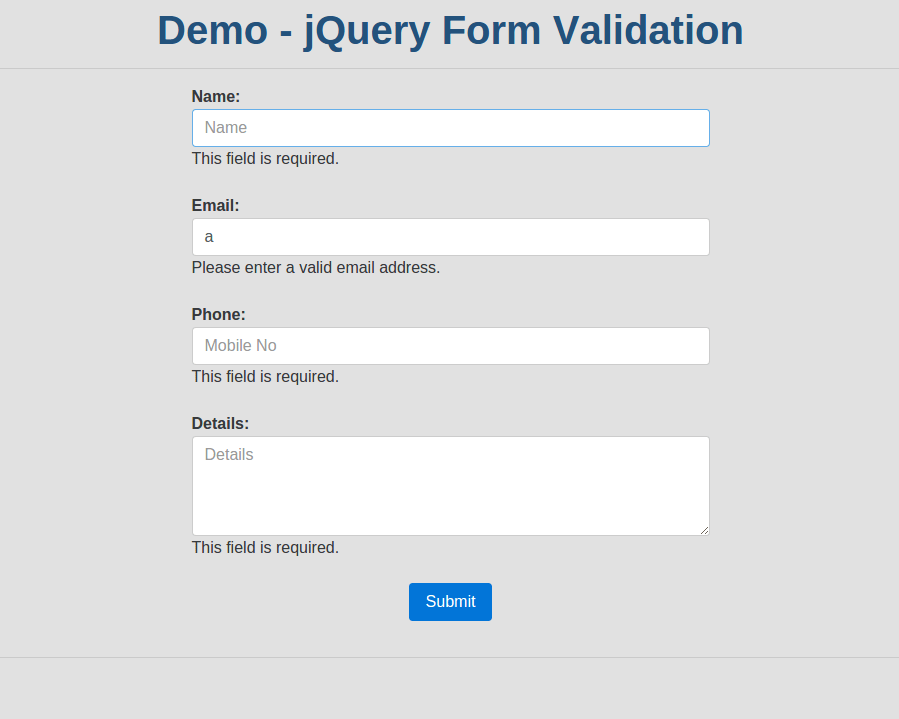 Demo - jQuery Form Validation
Name:
Name
This field is required.
Email:
a
Please enter a valid email address.
Phone:
Mobile No
This field is required.
Details:
Details
This field is required.
Submit